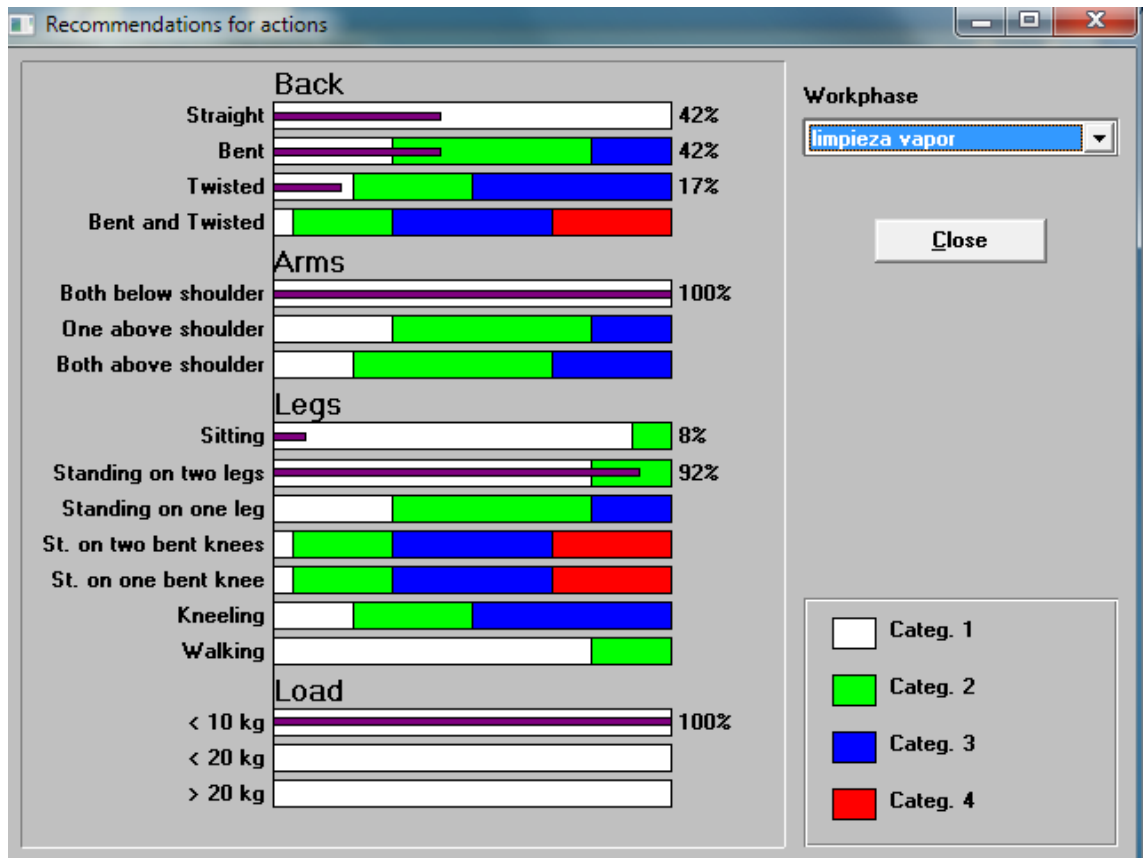 Recommendations for actions
Back
Straight 42%
Bent 42%
Twisted 17%
Bent and Twisted
Arms
Both below shoulder 100%
One above shoulder
Both above shoulder
Legs
Sitting 8%
Standing on two legs 92%
Standing on one leg
St. on two bent knees
St. on one bent knee
Kneeling
Walking
Load
< 10 kg 100%
< 20 kg
> 20 kg
Workphase
limpieza vapor
Close
Categ. 1
Categ. 2
Categ. 3
Categ. 4